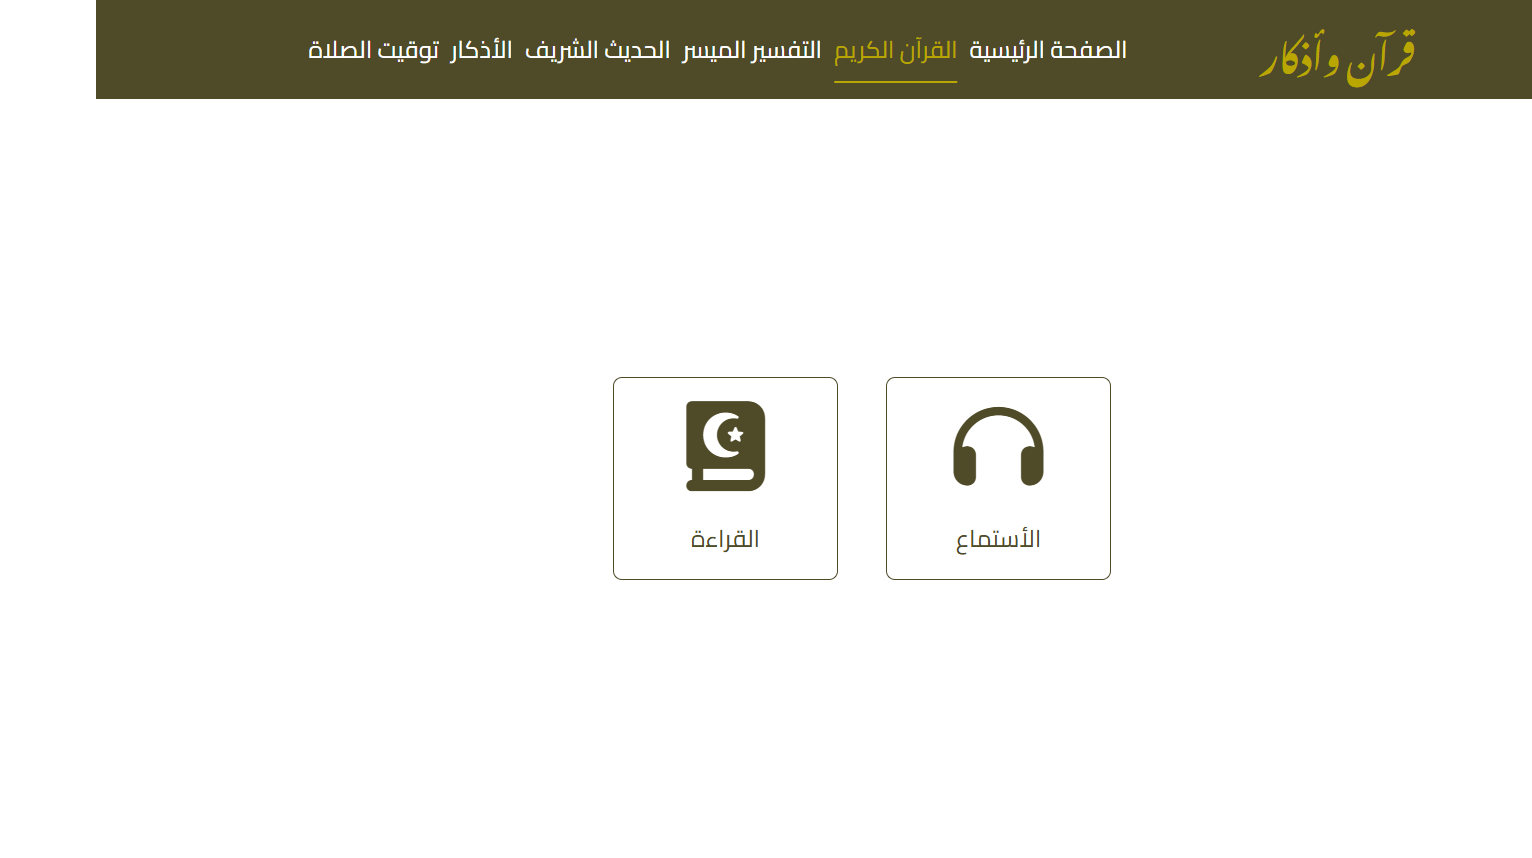 قرآن وأذكار
الصفحة الرئيسية القرآن الكريم التفسير الميسر الحديث الشريف الأذكار توقيت الصلاة
الأستماع
القراءة